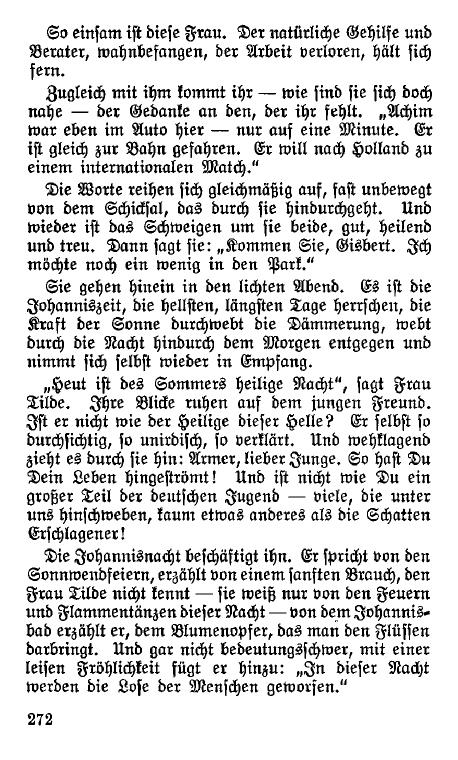 So einsam ist diese Frau. Der natürliche Gehilfe und
Berater, wahnbefangen, der Arbeit verloren, hält sich
fern.
Zugleich mit ihm kommt ihr — wie sind sie sich doch
nahe — der Gedanke an den, der ihr fehlt. „Achim
war eben im Auto hier — nur auf eine Minute. Er
ist gleich zur Bahn gefahren. Er will nach Holland zu
einem internationalen Match.“
Die Worte reihen sich gleichmäßig auf, fast unbewegt
von dem Schicksal, das durch sie hindurchgeht. Und
wieder ist das Schweigen um sie beide, gut, heilend
und treu. Dann sagt sie: „Kommen Sie, Gisbert. Ich
möchte noch ein wenig in den Park.“
Sie gehen hinein in den lichten Abend. Es ist die
Johanniszeit, die hellsten, längsten Tage herrschen, die
Kraft der Sonne durchwebt die Dämmerung, webt
durch die Nacht hindurch dem Morgen entgegen und
nimmt sich selbst wieder in Empfang.
„Heut ist des Sommers heilige Nacht“, sagt Frau
Tilde. Ihre Blicke ruhen auf dem jungen Freund.
Ist er nicht wie der Heilige dieser Helle? Er selbst so
durchsichtig, so unirdisch, so verklärt. Und wehklagend
zieht es durch sie hin: Armer, lieber Junge. So hast Du
Dein Leben hingeströmt! Und ist nicht wie Du ein
großer Teil der deutschen Jugend — viele, die unter
uns hinschweben, kaum etwas anderes als die Schatten
Erschlagener!
Die Johannisnacht beschäftigt ihn. Er spricht von den
Sonnwendfeiern, erzählt von einem sanften Brauch, den
Frau Tilde nicht kennt — sie weiß nur von den Feuern
und Flammentänzen dieser Nacht — von dem Johannis-
bad erzählt er, dem Blumenopfer, das man den Flüssen
darbringt. Und gar nicht bedeutungsschwer, mit einer
leisen Fröhlichkeit fügt er hinzu: „In dieser Nacht
werden die Lose der Menschen geworfen.“
272